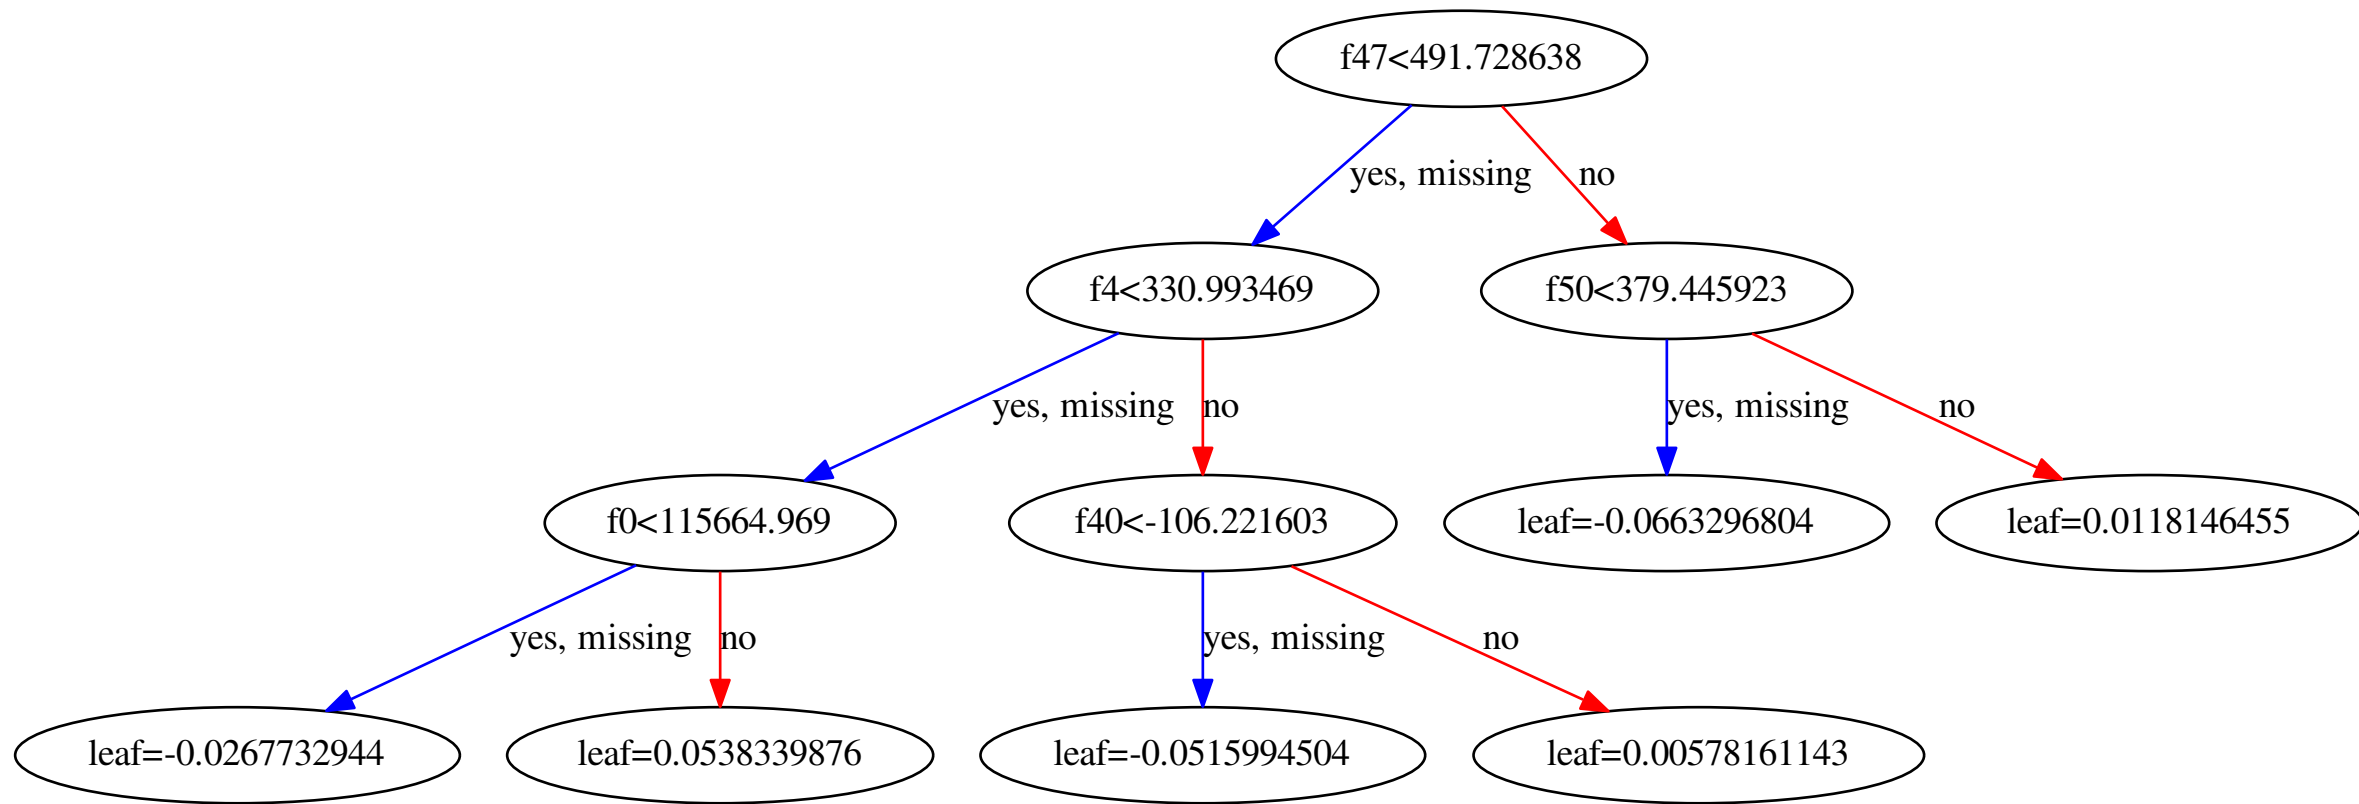 f47<491.728638
yes, missing
no
f4<330.993469
f50<379.445923
yes, missing
no
yes, missing
no
f0<115664.969
f40<-106.221603
leaf=-0.0663296804
leaf=0.0118146455
yes, missing
no
yes, missing
no
leaf=-0.0267732944
leaf=0.0538339876
leaf=-0.0515994504
leaf=0.00578161143